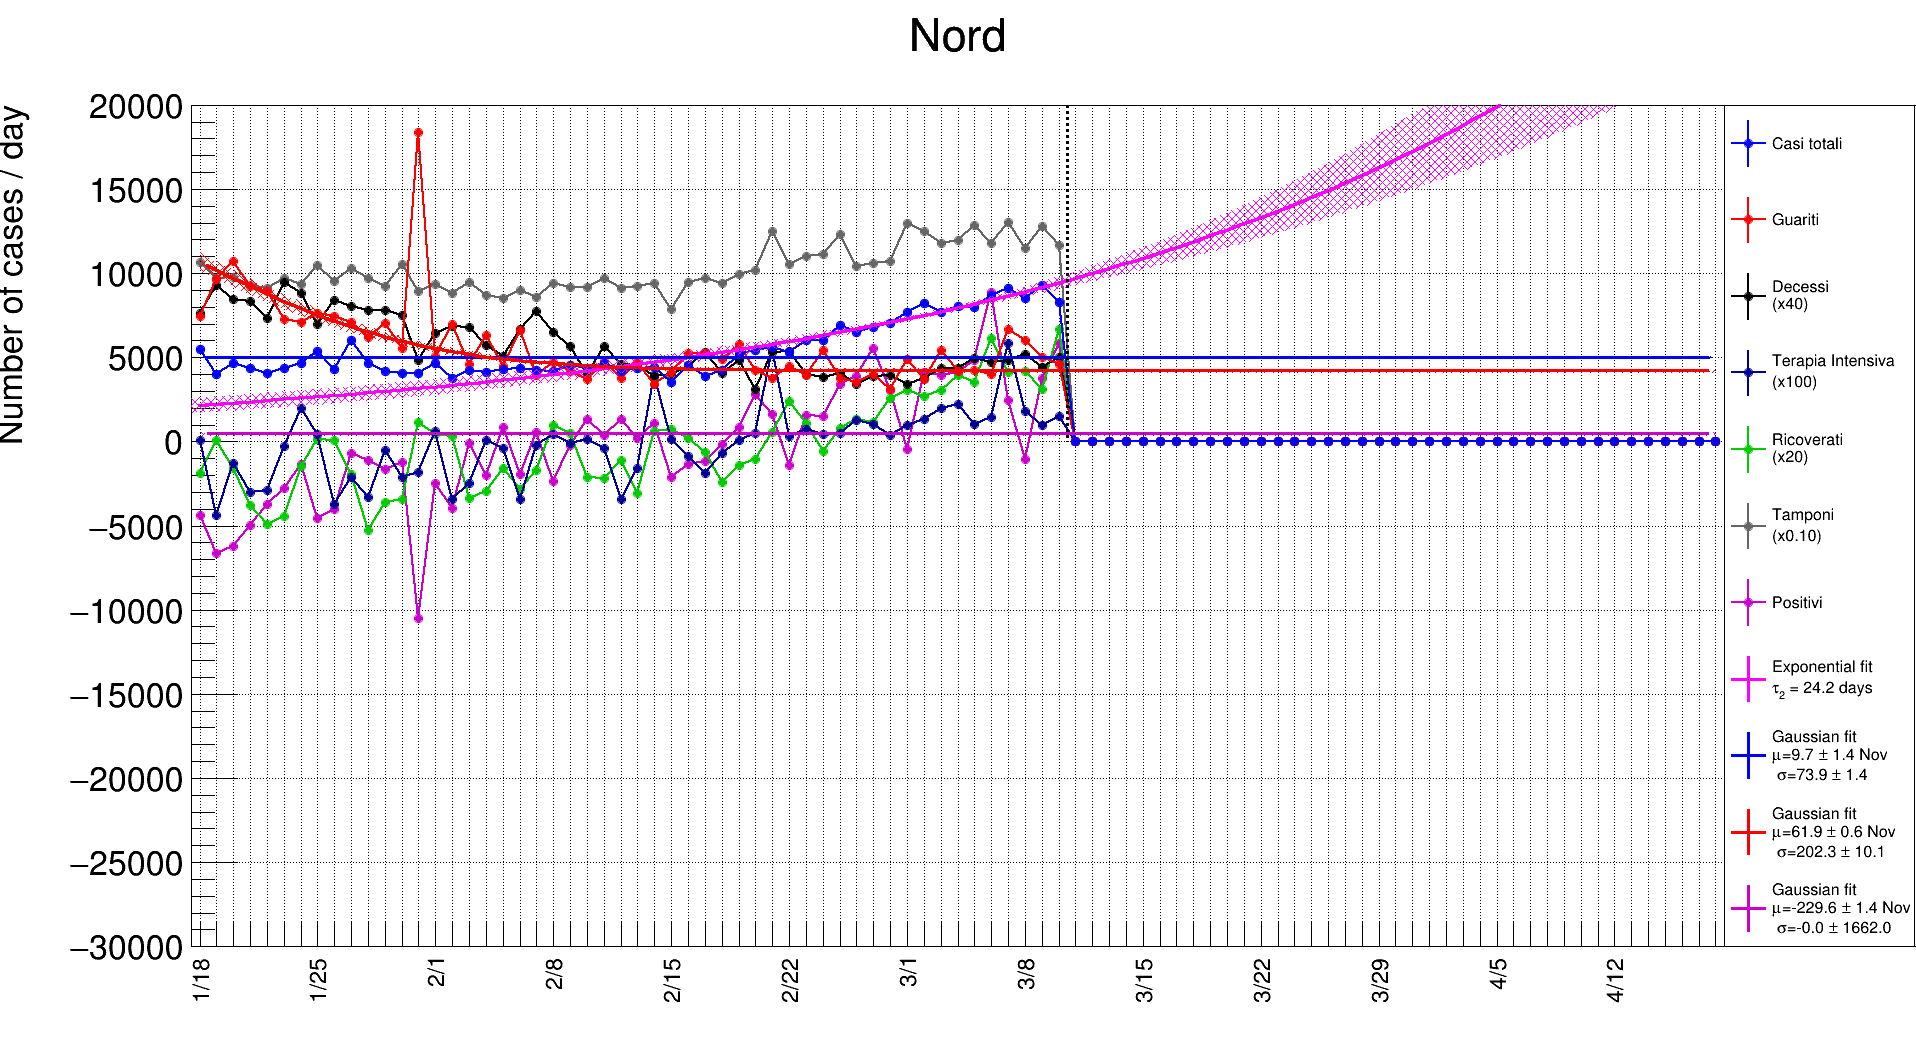 Nord
Number of cases / day
20000
15000
10000
5000
0
−5000
−10000
−15000
−20000
−25000
−30000
1/18
1/25
2/1
2/8
2/15
2/22
3/1
3/8
3/15
3/22
3/29
4/5
4/12
Casi totali
Guariti
Decessi
(x40)
Terapia Intensiva
(x100)
Ricoverati
(x20)
Tamponi
(x0.10)
Positivi
Exponential fit
τ2 = 24.2 days
Gaussian fit
μ=9.7 ± 1.4 Nov
σ=73.9 ± 1.4
Gaussian fit
μ=61.9 ± 0.6 Nov
σ=202.3 ± 10.1
Gaussian fit
μ=-229.6 ± 1.4 Nov
σ=-0.0 ± 1662.0